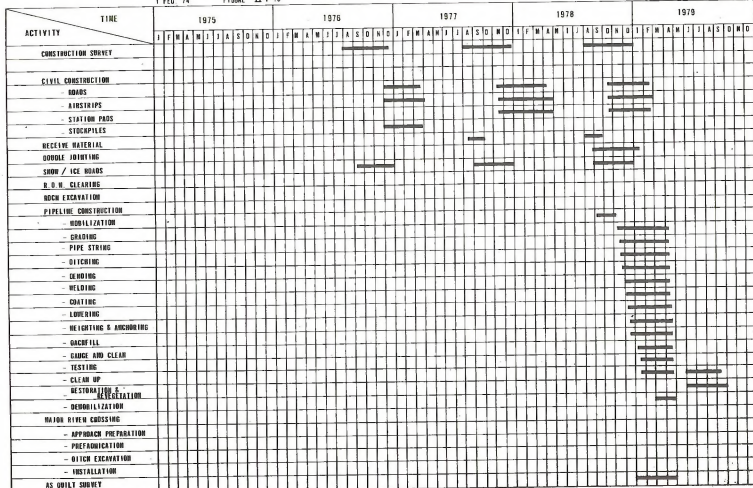 1 FEB. 74
TIME
ACTIVITY
1975 1976 1977 1978 1979
J F M A M J J A S O N D J F M A M J J A S O N D J F M A M J J A S O N D J F M A M J J A S O N D J F M A M J J A S O N D
CONSTRUCTION SURVEY
CIVIL CONSTRUCTION
- ROADS
- AIRSTRIPS
- STATION PADS
- STOCKPILES
RECEIVE MATERIAL
DOUBLE JOINTING
SNOW / ICE ROADS
R.O.W. CLEARING
ROCK EXCAVATION
PIPELINE CONSTRUCTION
- MOBILIZATION
- GRADING
- PIPE STRING
- DITCHING
- BENDING
- WELDING
- COATING
- LOWERING
- WEIGHTING & ANCHORING
- BACKFILL
- GAUGE AND CLEAN
- TESTING
- CLEAN UP
- RESTORATION & REVEGETATION
- DEMOBILIZATION
MAJOR RIVER CROSSING
- APPROACH PREPARATION
- PREFABRICATION
- DITCH EXCAVATION
- INSTALLATION
AS BUILT SURVEY